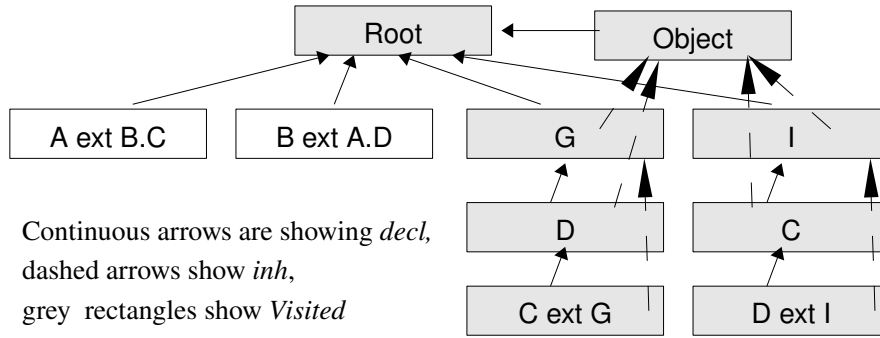 Root
Object
A ext B.C
B ext A.D
G
I
D
C
Continuous arrows are showing decl,
dashed arrows show inh,
grey rectangles show Visited
C ext G
D ext I